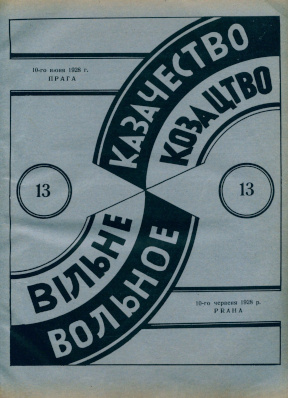 10-го июня 1928 г.
ПРАГА
КАЗАЧЕСТВО
КОЗАЦТВО
13
13
ВІЛЬНЕ
ВОЛЬНОЕ
10-го червня 1928 р.
PRAHA